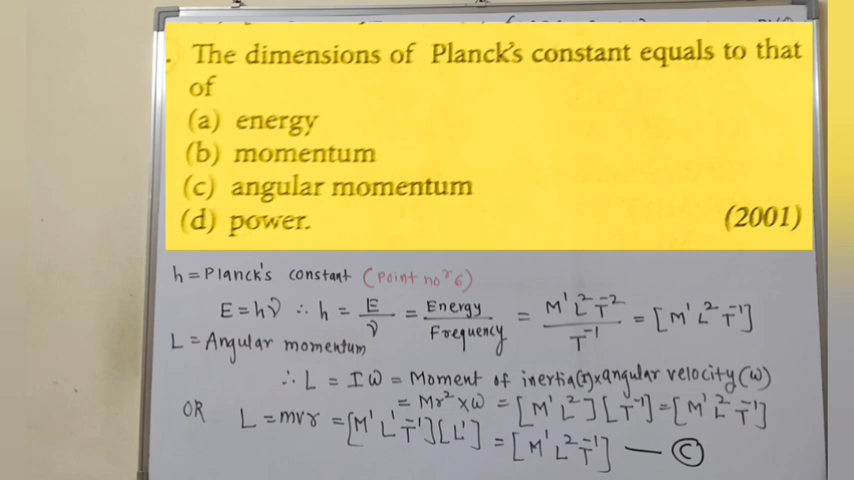 . The dimensions of Planck's constant equals to that
of
(a) energy
(b) momentum
(c) angular momentum
(d) power.
(2001)
h = Planck's constant (Point no° 6)
E = hν ∴ h = E/ν = Energy/Frequency = M¹L²T⁻²/T⁻¹ = [M¹L²T⁻¹]
L = Angular momentum
∴ L = Iω = Moment of inertia(I)×angular velocity(ω)
= Mr² × ω = [M¹L²][T⁻¹] = [M¹L²T⁻¹]
OR L = mvr = [M¹L¹T⁻¹][L¹] = [M¹L²T⁻¹] — (C)